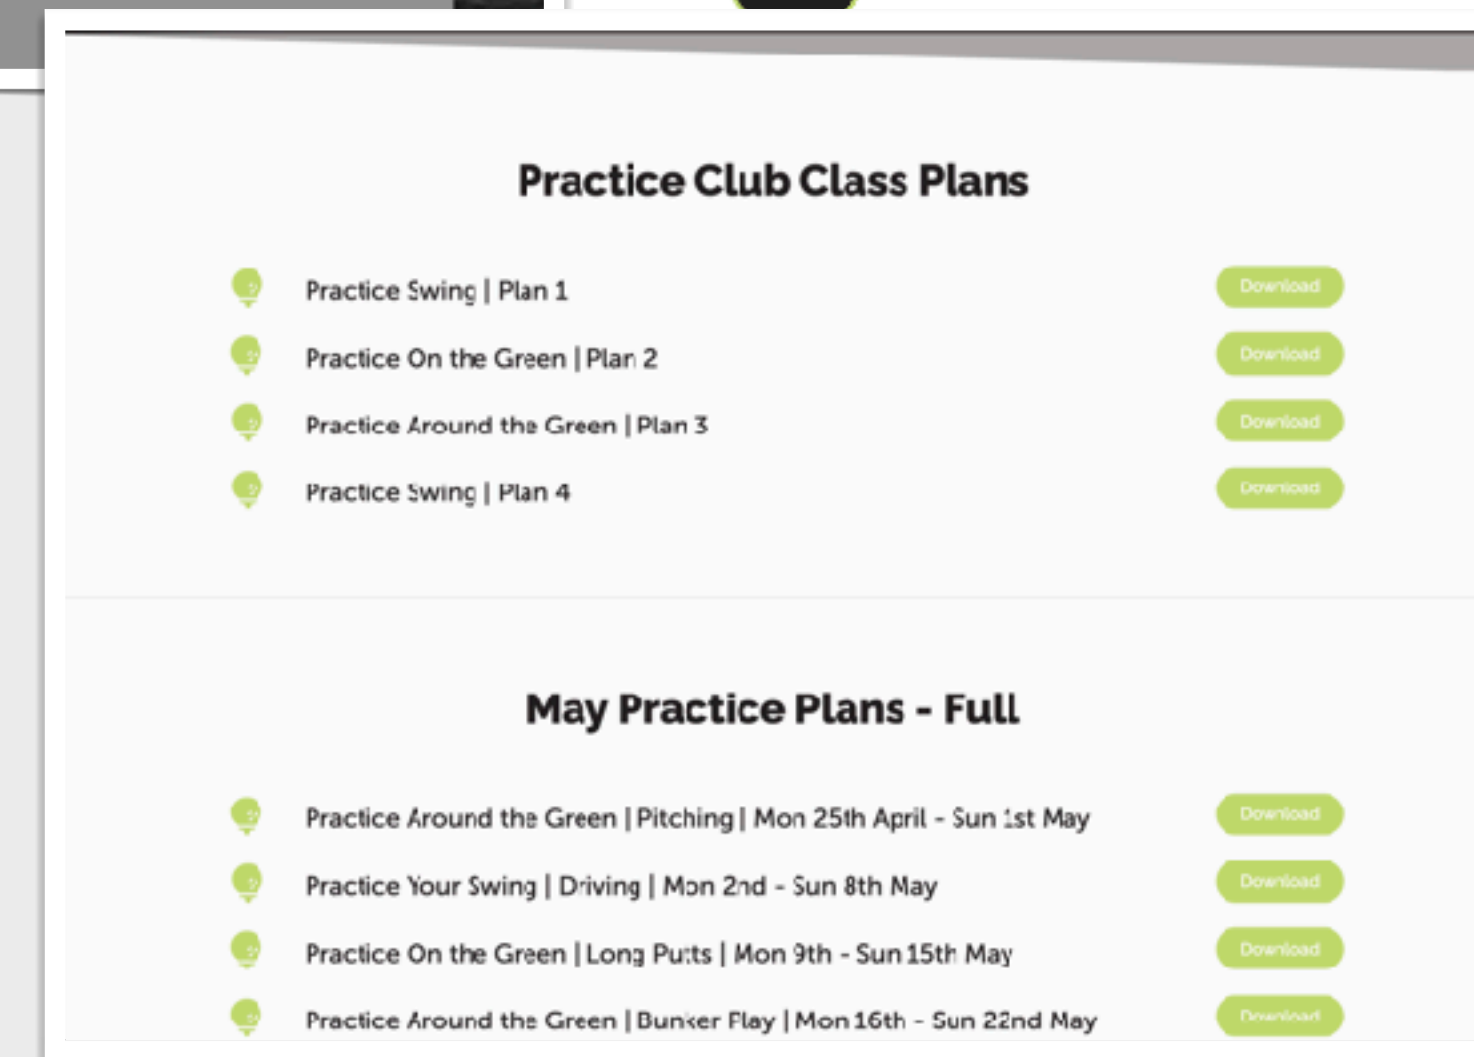 Practice Club Class Plans
Practice Swing | Plan 1 Download
Practice On the Green | Plan 2 Download
Practice Around the Green | Plan 3 Download
Practice Swing | Plan 4 Download
May Practice Plans - Full
Practice Around the Green | Pitching | Mon 25th April - Sun 1st May Download
Practice Your Swing | Driving | Mon 2nd - Sun 8th May Download
Practice On the Green | Long Putts | Mon 9th - Sun 15th May Download
Practice Around the Green | Bunker Play | Mon 16th - Sun 22nd May Download